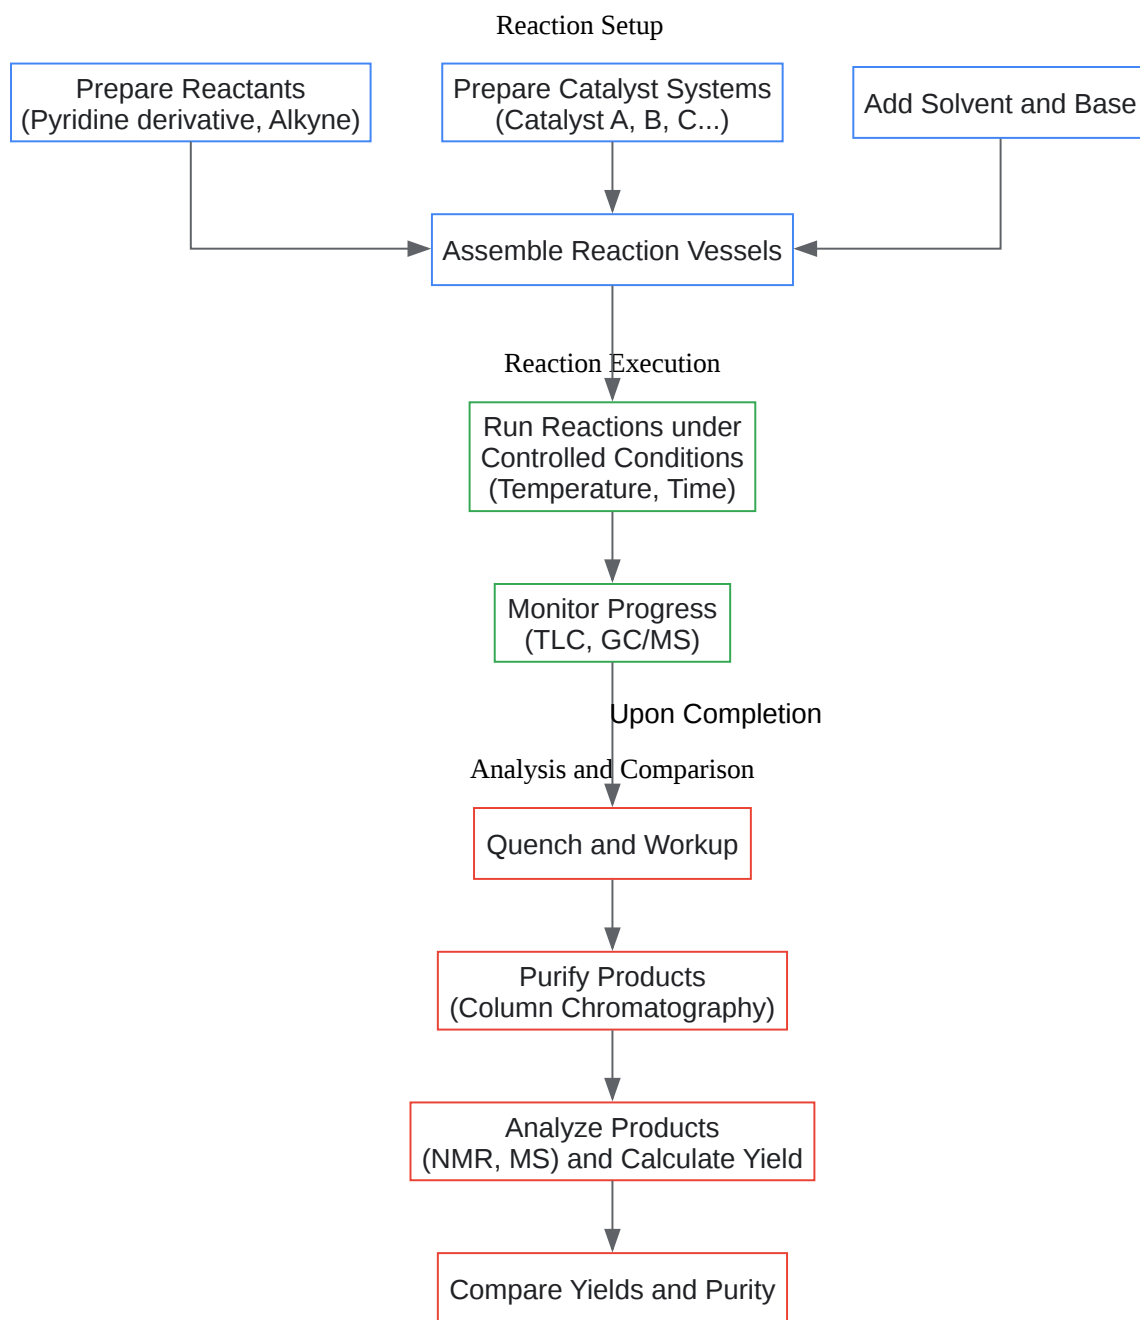 Reaction Setup
Prepare Reactants
(Pyridine derivative, Alkyne)
Prepare Catalyst Systems
(Catalyst A, B, C...)
Add Solvent and Base
Assemble Reaction Vessels
Reaction Execution
Run Reactions under
Controlled Conditions
(Temperature, Time)
Monitor Progress
(TLC, GC/MS)
Upon Completion
Analysis and Comparison
Quench and Workup
Purify Products
(Column Chromatography)
Analyze Products
(NMR, MS) and Calculate Yield
Compare Yields and Purity